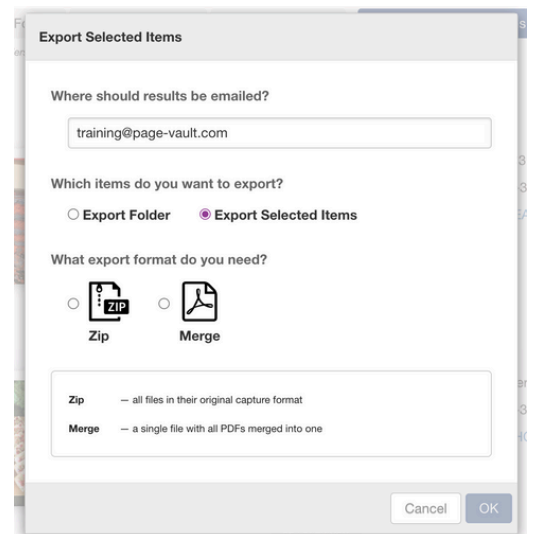 Export Selected Items
Where should results be emailed?
training@page-vault.com
Which items do you want to export?
Export Folder Export Selected Items
What export format do you need?
ZIP
Zip Merge
Zip — all files in their original capture format
Merge — a single file with all PDFs merged into one
Cancel OK